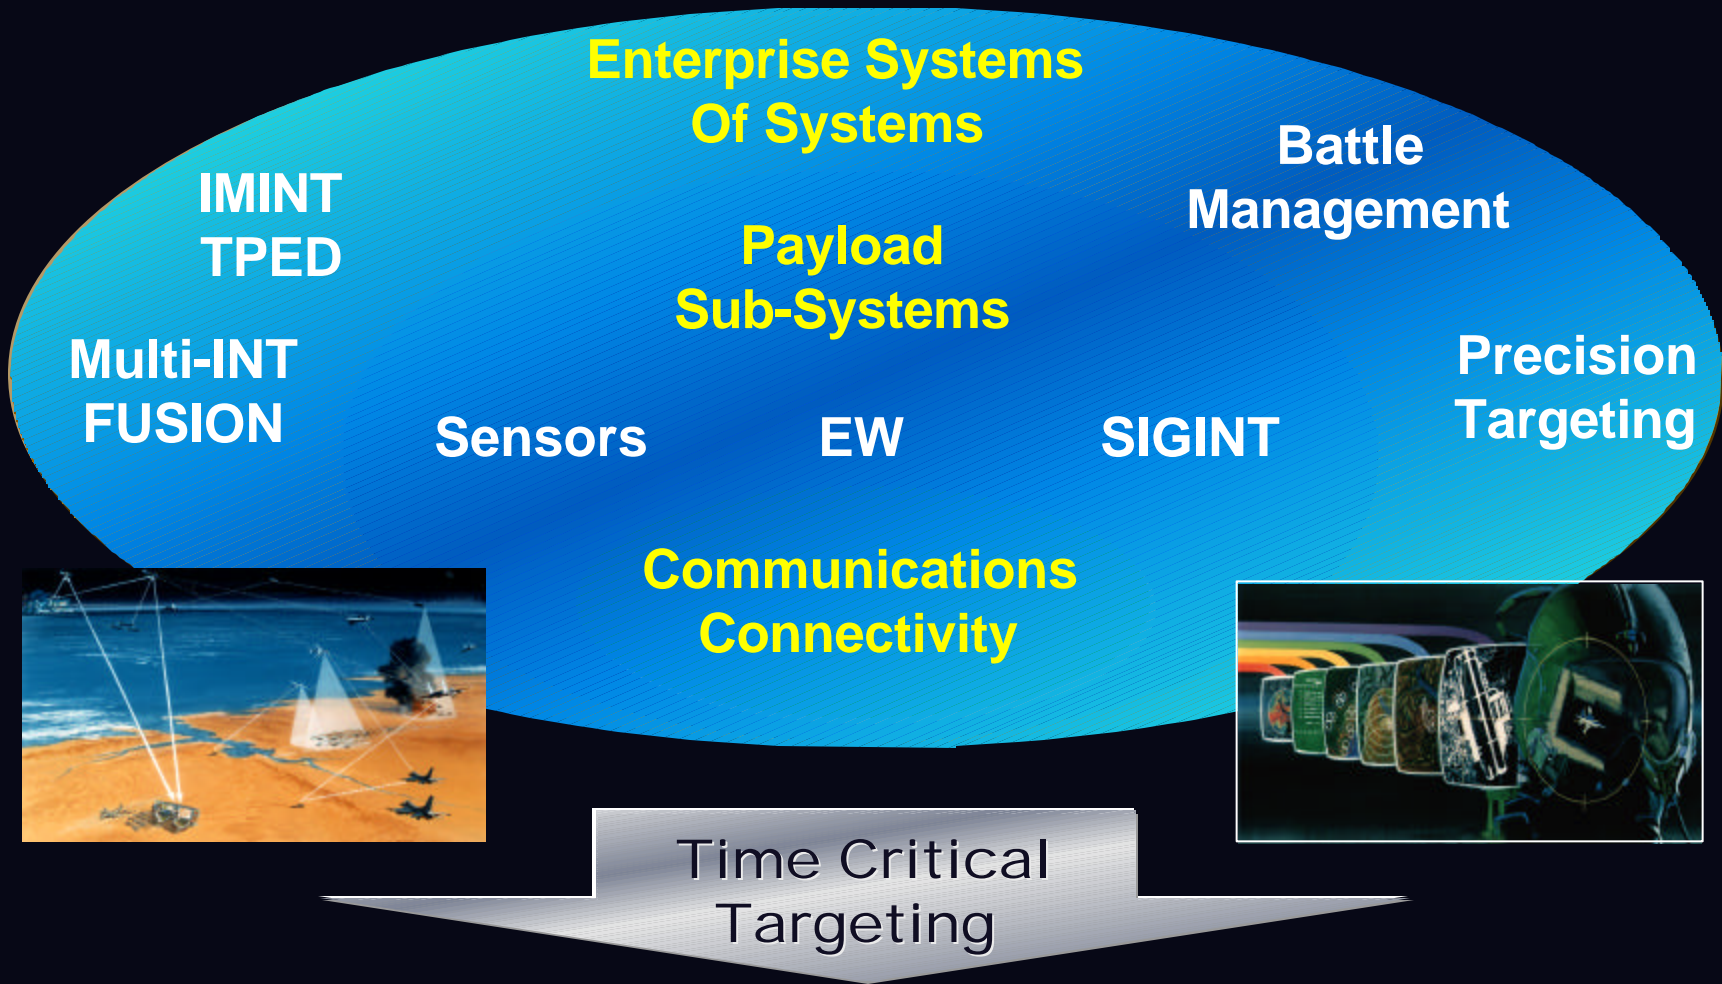 Enterprise Systems
Of Systems
IMINT
TPED
Battle
Management
Payload
Sub-Systems
Multi-INT
FUSION
Precision
Targeting
Sensors
EW
SIGINT
Communications
Connectivity
Time Critical
Targeting